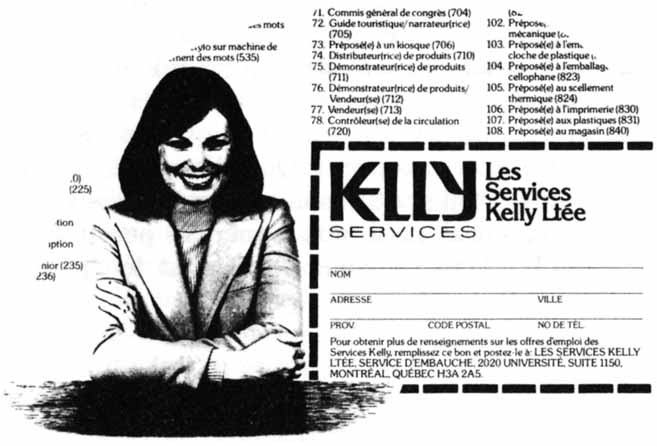 mots
sur machine de
des mots (535)
(225)
nior (235)
236)
71. Commis général de congrès (704)
72. Guide touristique/narrateur(rice)
(705)
73. Préposé(e) à un kiosque (706)
74. Distributeur(rice) de produits (710)
75. Démonstrateur(rice) de produits
(711)
76. Démonstrateur(rice) de produits/
Vendeur(se) (712)
77. Vendeur(se) (713)
78. Contrôleur(se) de la circulation
(720)
102.
mécanique
103. Préposé(e) à
cloche de plastique
104. Préposé(e) à
cellophane (823)
105. Préposé(e) au scellement
thermique (824)
106. Préposé(e) à l'imprimerie (830)
107. Préposé(e) aux plastiques (831)
108. Préposé(e) au magasin (840)
KELLY
SERVICES
Les
Services
Kelly Ltée
NOM
ADRESSE VILLE
PROV. CODE POSTAL NO DE TÉL.
Pour obtenir plus de renseignements sur les offres d'emploi des
Services Kelly, remplissez ce bon et postez-le à: LES SERVICES KELLY
LTÉE, SERVICE D'EMBAUCHE, 2020 UNIVERSITÉ, SUITE 1150,
MONTRÉAL, QUÉBEC H3A 2A5.